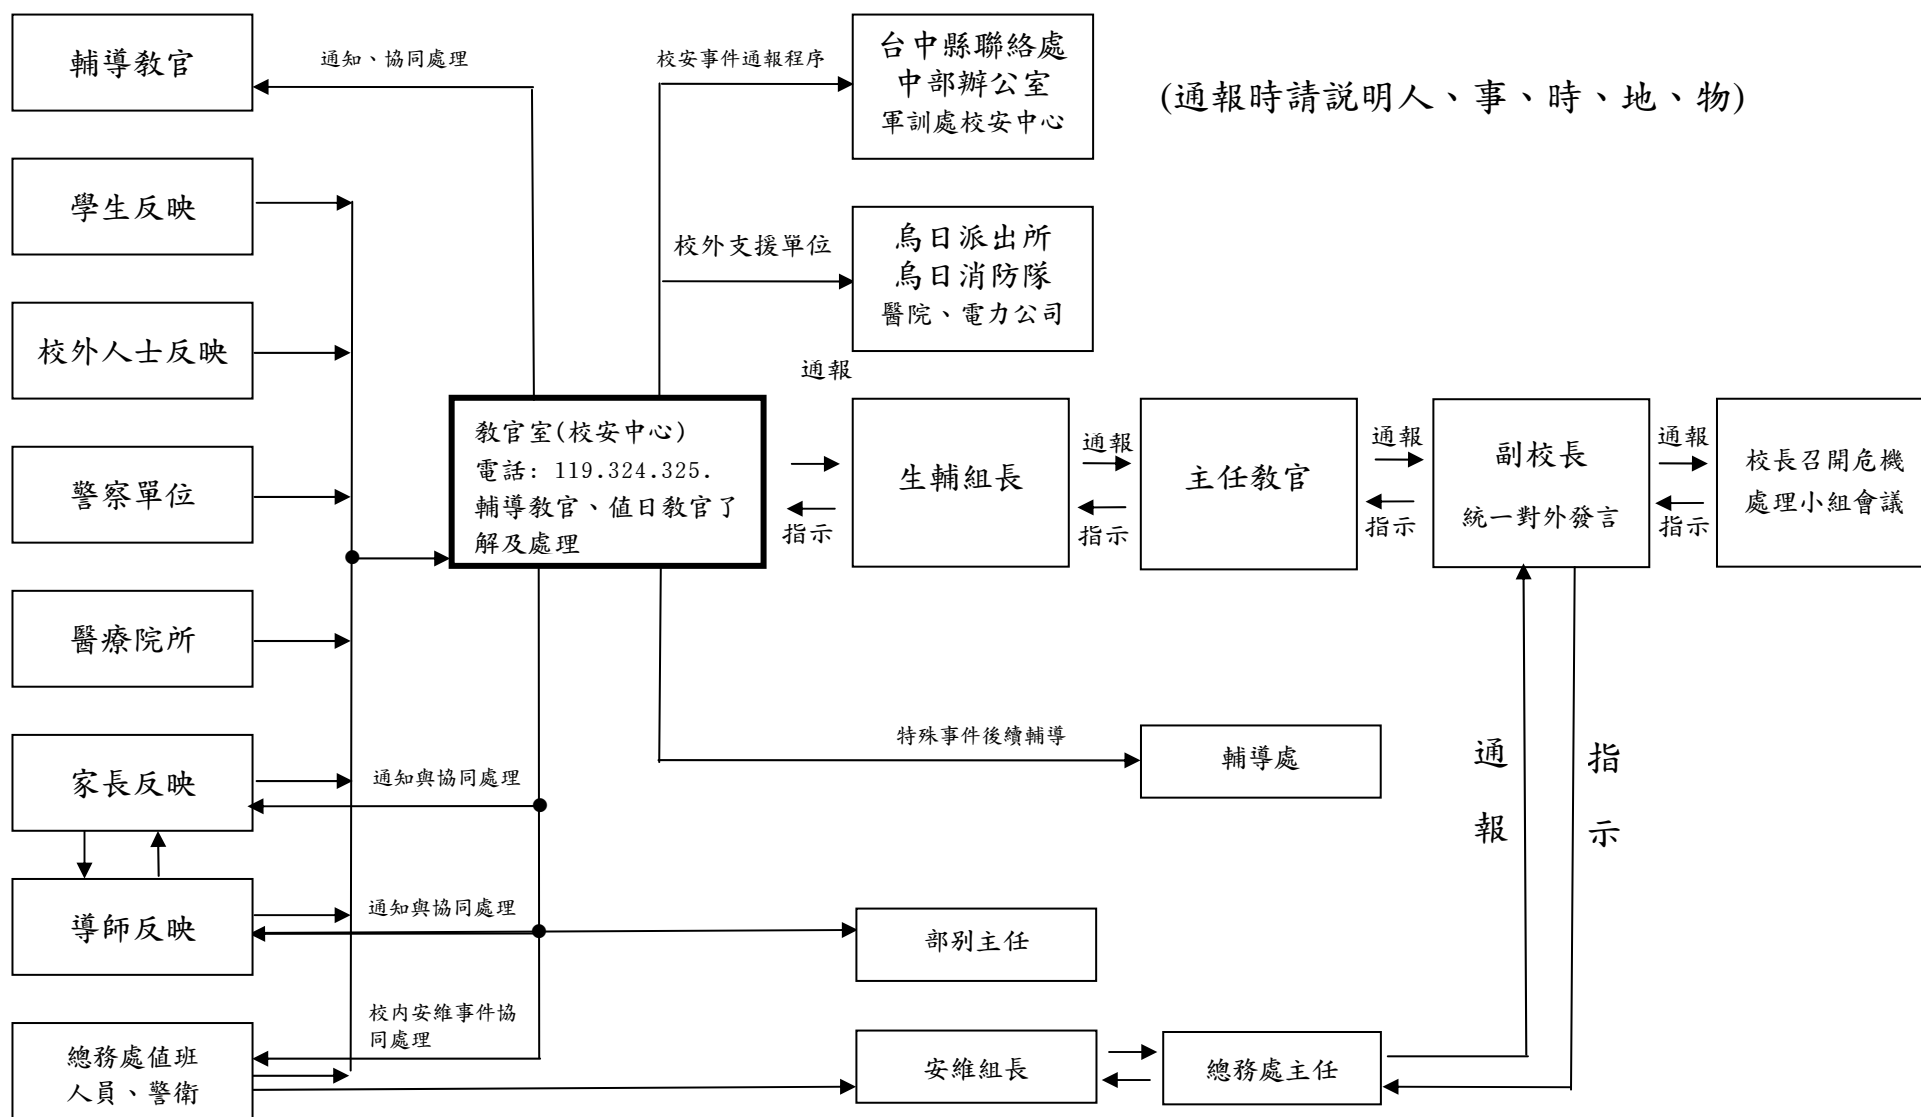 輔導教官
通知、協同處理
校安事件通報程序
台中縣聯絡處
中部辦公室
軍訓處校安中心
(通報時請說明人、事、時、地、物)
學生反映
校外支援單位
烏日派出所
烏日消防隊
醫院、電力公司
校外人士反映
通報
教官室(校安中心)
電話: 119.324.325.
輔導教官、值日教官了
解及處理
指示
生輔組長
通報
指示
主任教官
通報
指示
副校長
統一對外發言
通報
指示
校長召開危機
處理小組會議
警察單位
醫療院所
特殊事件後續輔導
輔導處
通報
指示
家長反映
通知與協同處理
導師反映
通知與協同處理
部別主任
校內安維事件協
同處理
總務處值班
人員、警衛
安維組長
總務處主任